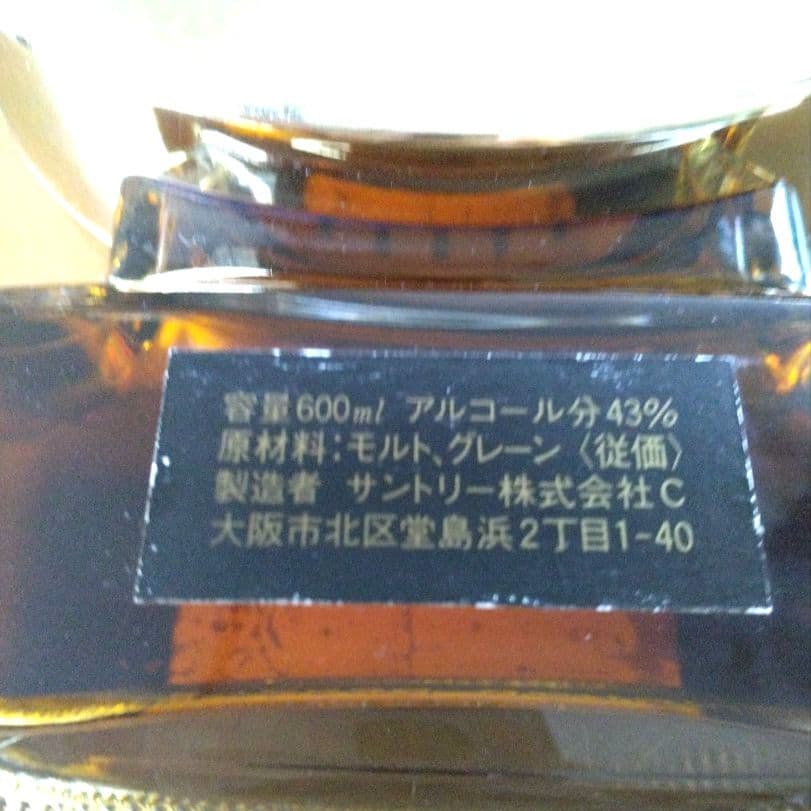 容量600ml アルコール分43%
原材料:モルト、グレーン〈従価〉
製造者 サントリー株式会社C
大阪市北区堂島浜2丁目1-40